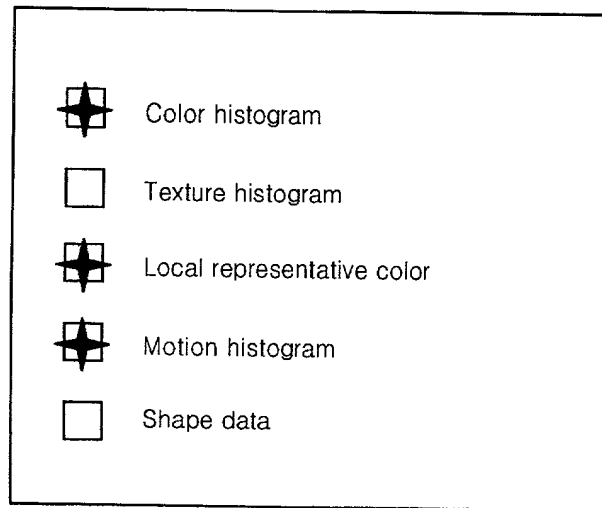 Color histogram
Texture histogram
Local representative color
Motion histogram
Shape data